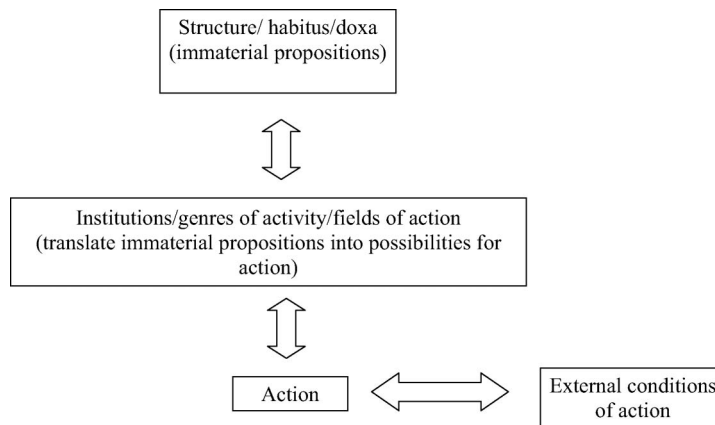 Structure/ habitus/doxa
(immaterial propositions)
Institutions/genres of activity/fields of action
(translate immaterial propositions into possibilities for
action)
Action
External conditions
of action